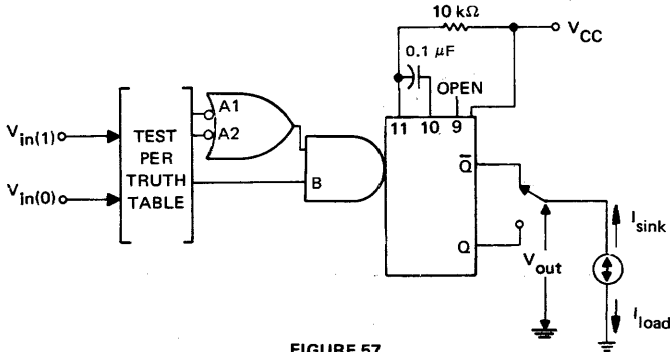 10 kΩ
V_CC
0.1 μF
OPEN
A1
11 10 9
V_in(1)
A2
TEST
PER
TRUTH
TABLE
Q̅
V_in(0)
B
I_sink
Q
V_out
I_load
FIGURE 57